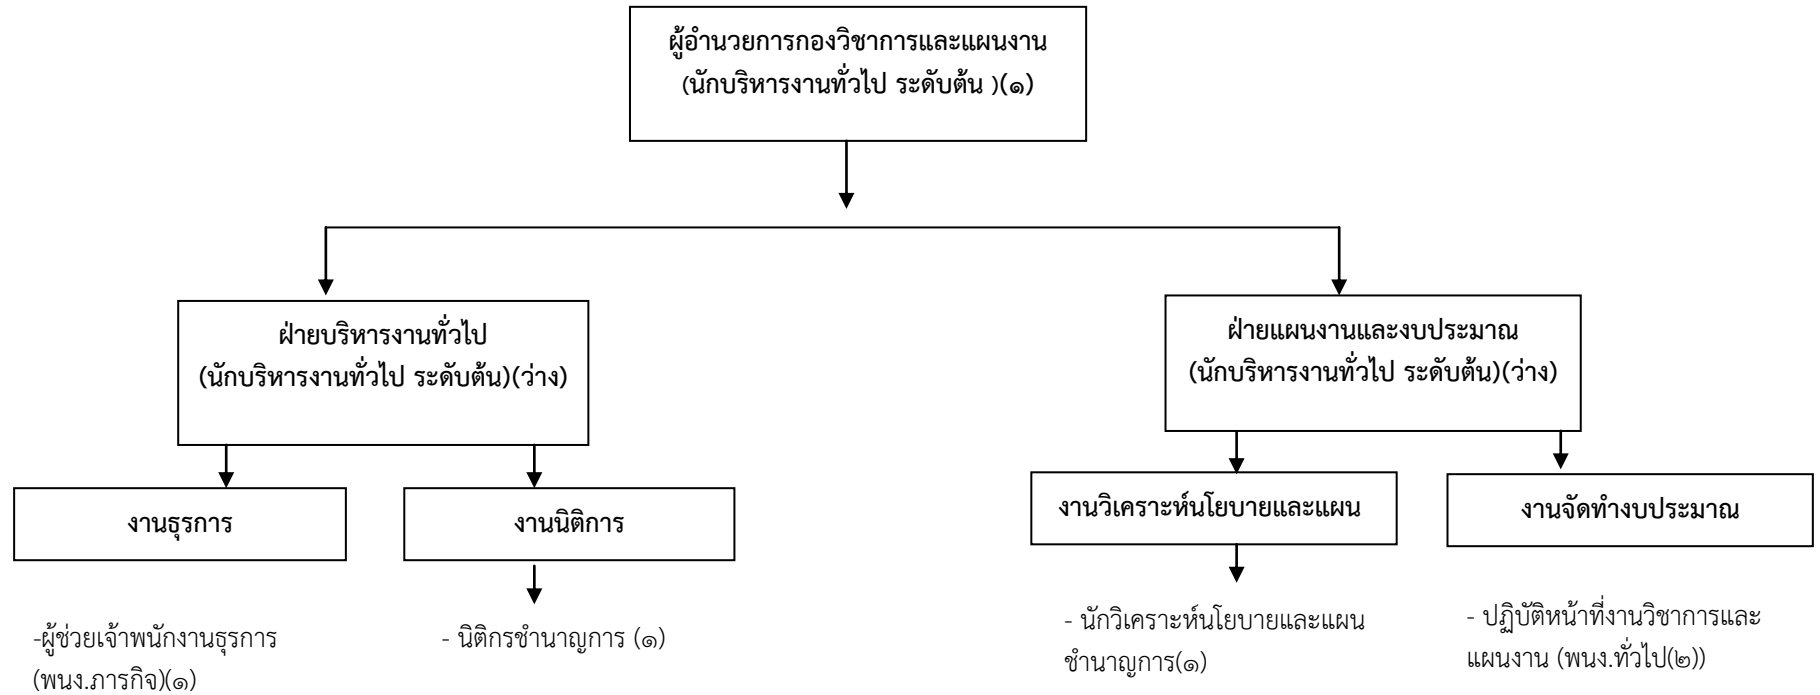 ผู้อำนวยการกองวิชาการและแผนงาน
(นักบริหารงานทั่วไป ระดับต้น )(๑)
ฝ่ายบริหารงานทั่วไป
(นักบริหารงานทั่วไป ระดับต้น)(ว่าง)
ฝ่ายแผนงานและงบประมาณ
(นักบริหารงานทั่วไป ระดับต้น)(ว่าง)
งานธุรการ
งานนิติการ
งานวิเคราะห์นโยบายและแผน
งานจัดทำงบประมาณ
-ผู้ช่วยเจ้าพนักงานธุรการ
(พนง.ภารกิจ)(๑)
- นิติกรชำนาญการ (๑)
- นักวิเคราะห์นโยบายและแผน
ชำนาญการ(๑)
- ปฏิบัติหน้าที่งานวิชาการและ
แผนงาน (พนง.ทั่วไป(๒))